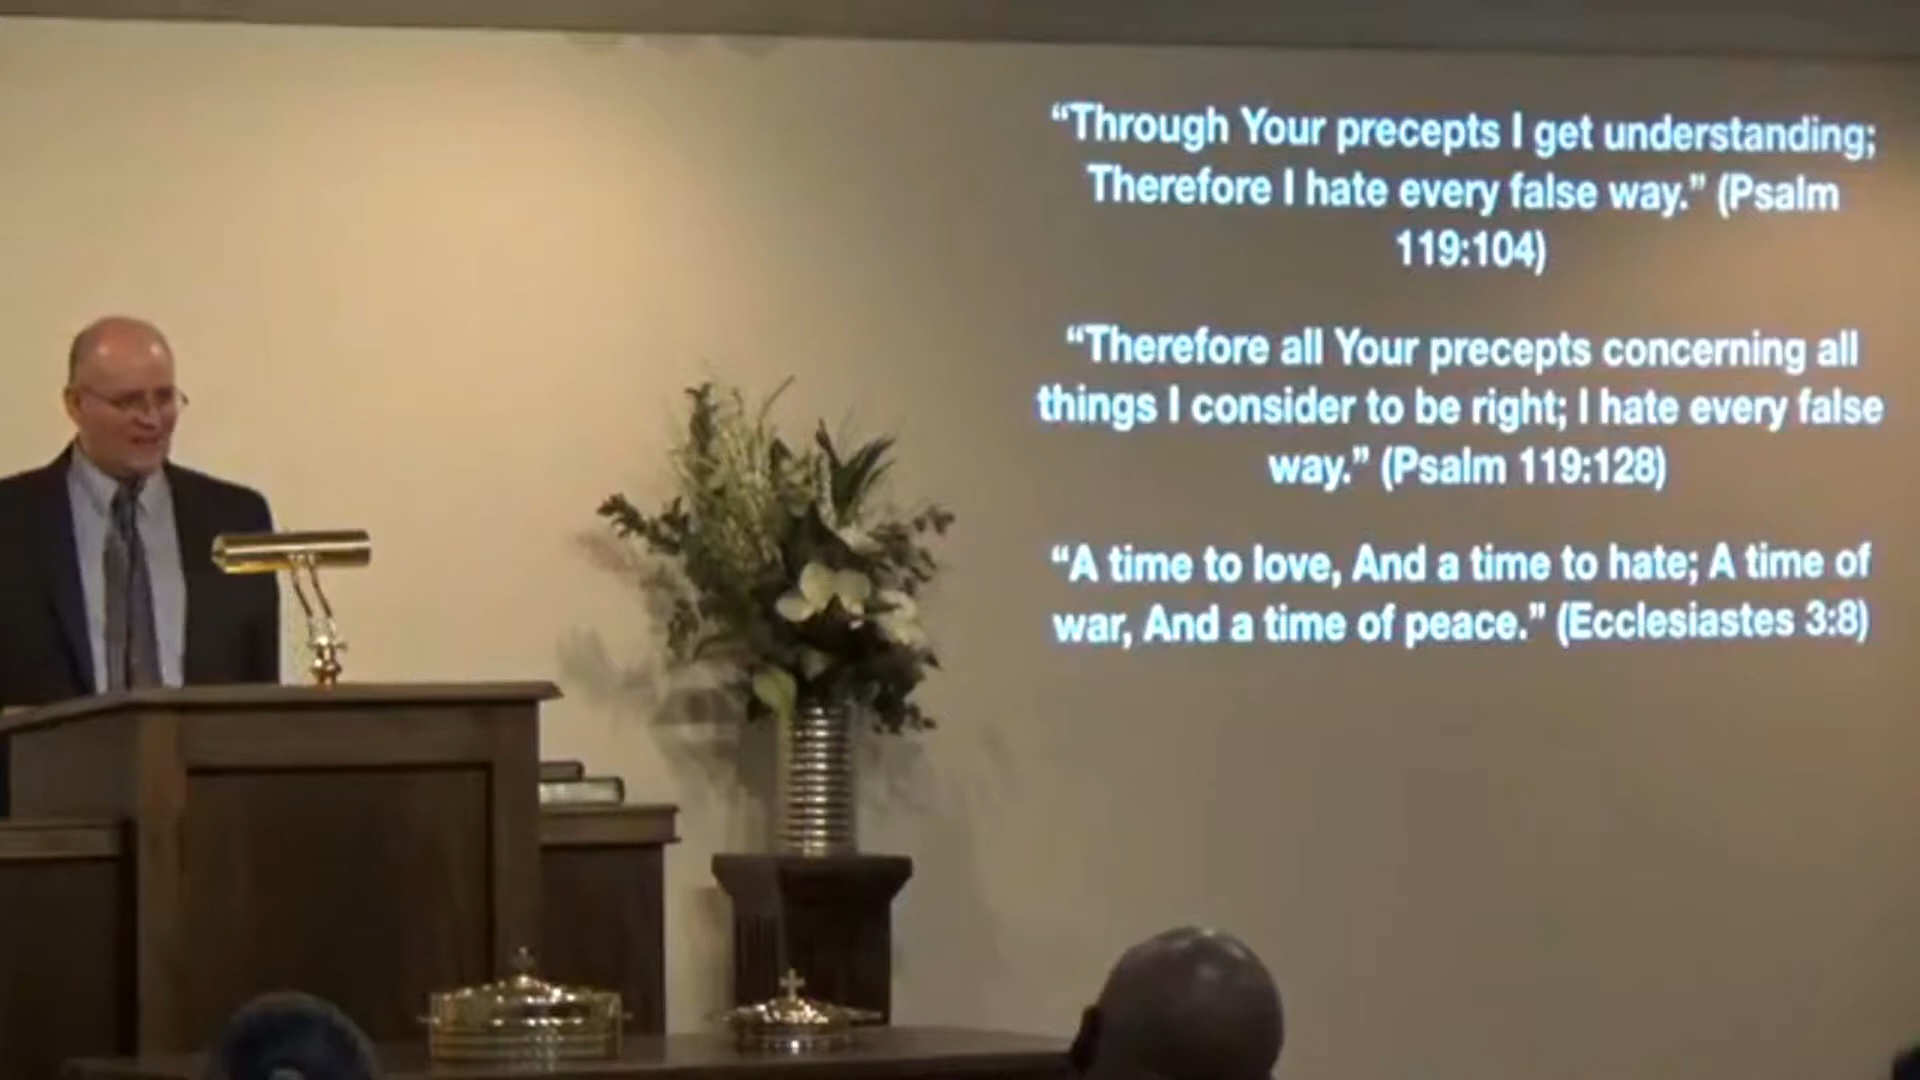 “Through Your precepts I get understanding;
Therefore I hate every false way.” (Psalm
119:104)
“Therefore all Your precepts concerning all
things I consider to be right; I hate every false
way.” (Psalm 119:128)
“A time to love, And a time to hate; A time of
war, And a time of peace.” (Ecclesiastes 3:8)